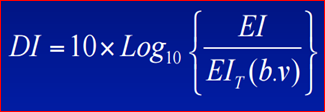 DI = 10 × Log₁₀ { EI / EI_T (b.v) }